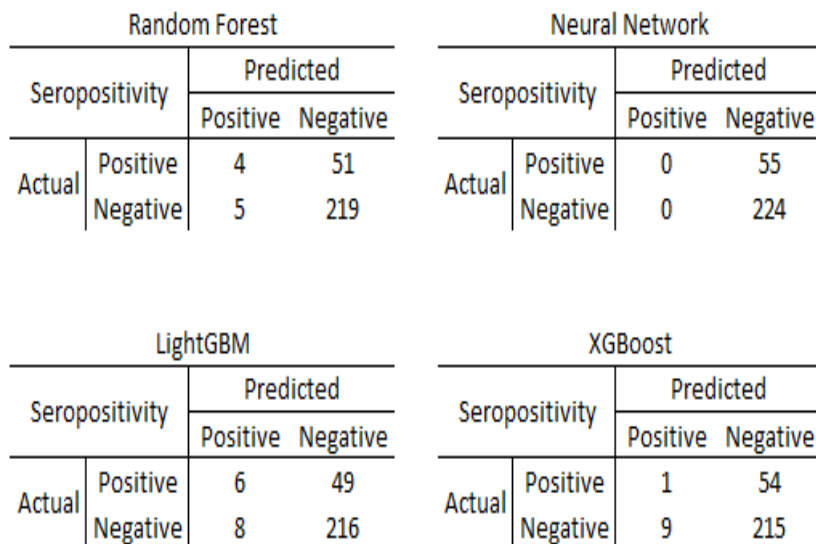 Random Forest
Seropositivity Predicted
Positive Negative
Actual Positive 4 51
Negative 5 219
Neural Network
Seropositivity Predicted
Positive Negative
Actual Positive 0 55
Negative 0 224
LightGBM
Seropositivity Predicted
Positive Negative
Actual Positive 6 49
Negative 8 216
XGBoost
Seropositivity Predicted
Positive Negative
Actual Positive 1 54
Negative 9 215